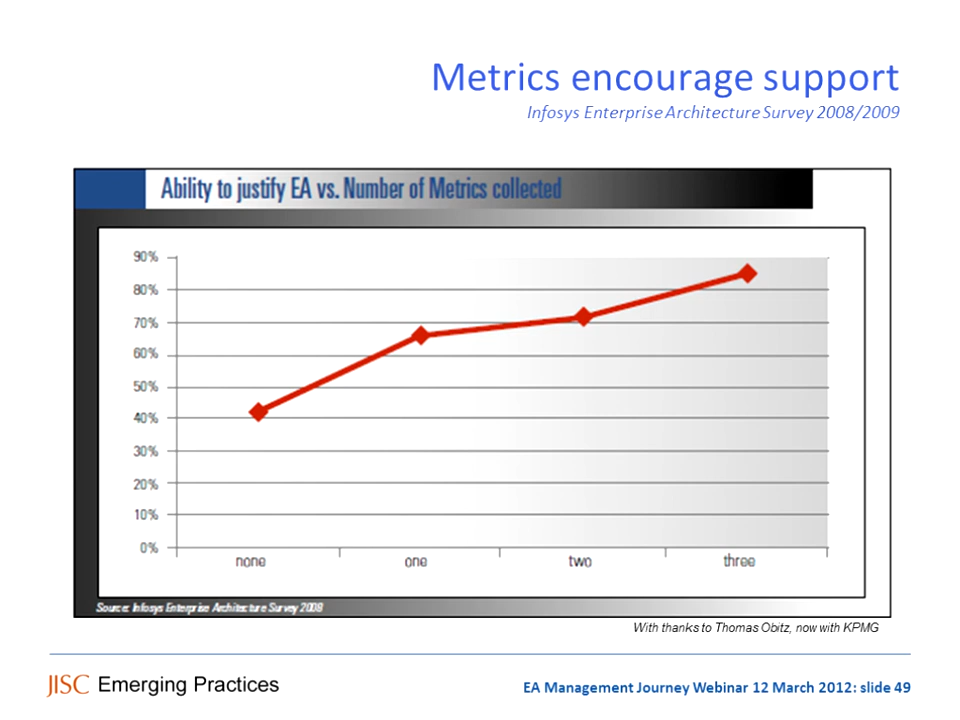 Metrics encourage support
Infosys Enterprise Architecture Survey 2008/2009
Ability to justify EA vs. Number of Metrics collected
90%
80%
70%
60%
50%
40%
30%
20%
10%
0%
none one two three
Source: Infosys Enterprise Architecture Survey 2008
With thanks to Thomas Obitz, now with KPMG
JISC Emerging Practices
EA Management Journey Webinar 12 March 2012: slide 49